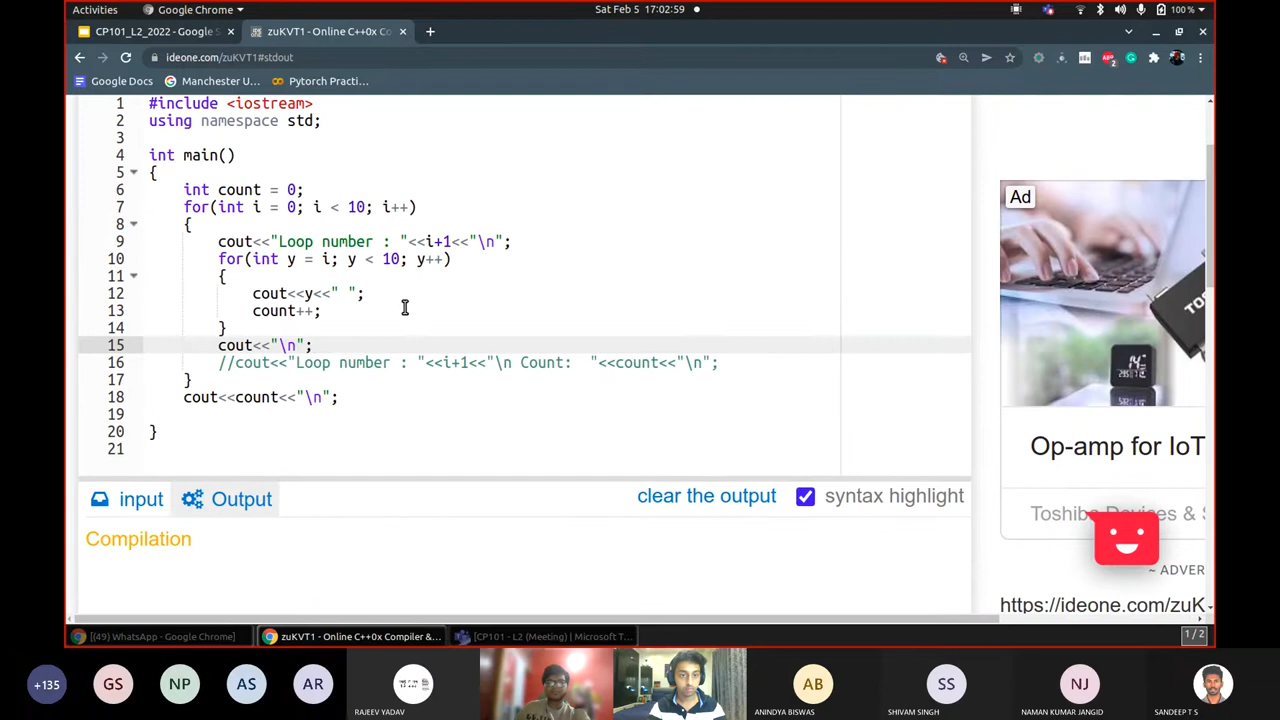 Activities
Google Chrome
Sat Feb 5 17:02:59
100 %
CP101_L2_2022 - Google S
zuKVT1 - Online C++0x Co
ideone.com/zuKVT1#stdout
Google Docs
Manchester U...
Pytorch Practi...
1 #include <iostream>
2 using namespace std;
3
4 int main()
5 {
6 int count = 0;
7 for(int i = 0; i < 10; i++)
8 {
9 cout<<"Loop number : "<<i+1<<"\n";
10 for(int y = i; y < 10; y++)
11 {
12 cout<<y<<" ";
13 count++;
14 }
15 cout<<"\n";
16 //cout<<"Loop number : "<<i+1<<"\n Count:  "<<count<<"\n";
17 }
18 cout<<count<<"\n";
19
20 }
21
Ad
Op-amp for IoT
Toshiba Devices & S
~ ADVER
https://ideone.com/zuK
input
Output
clear the output
syntax highlight
Compilation
[(49) WhatsApp - Google Chrome]
zuKVT1 - Online C++0x Compiler &...
[CP101 - L2 (Meeting) | Microsoft T...
1 / 2
+135
GS
NP
AS
AR
RAJEEV YADAV
AB
ANINDYA BISWAS
SS
SHIVAM SINGH
NJ
NAMAN KUMAR JANGID
SANDEEP T S